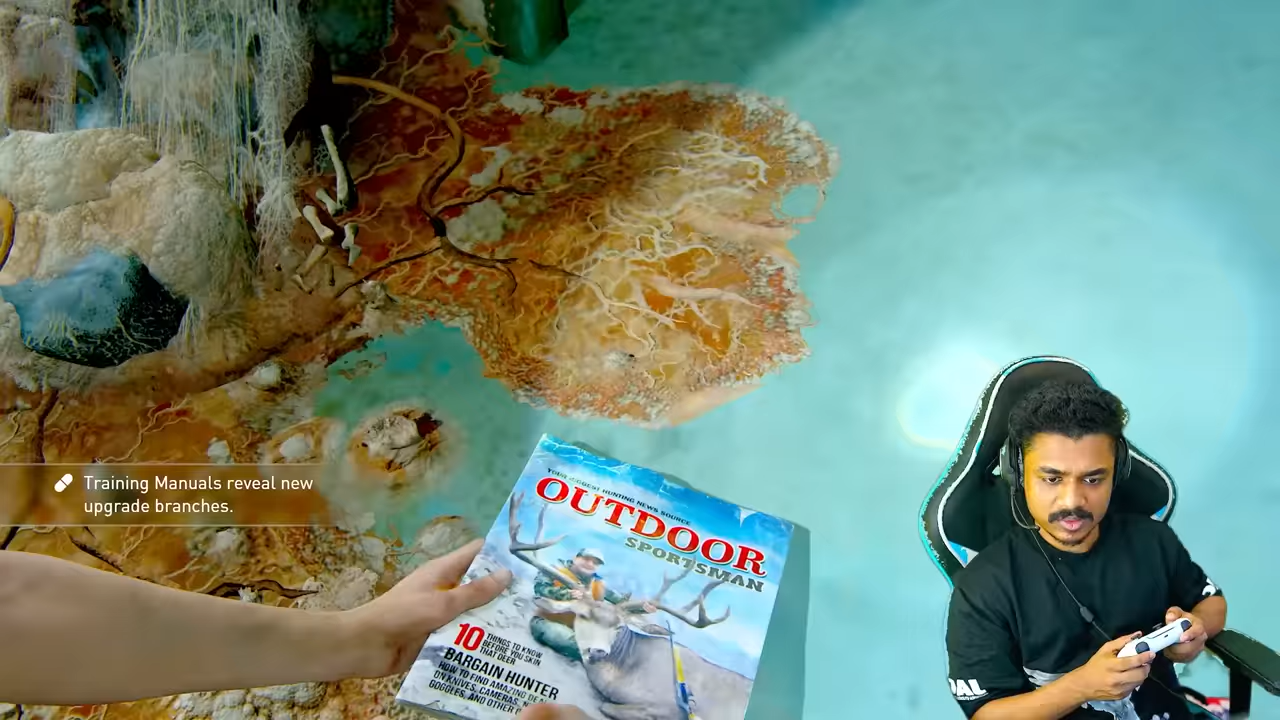 Training Manuals reveal new
upgrade branches.
YOUR BIGGEST HUNTING NEWS SOURCE
OUTDOOR
SPORTSMAN
10
THINGS TO KNOW
BEFORE YOU SKIN
THAT DEER
BARGAIN HUNTER
HOW TO FIND AMAZING DEALS
ON KNIVES, CAMERAS,
GOGGLES, AND OTHER